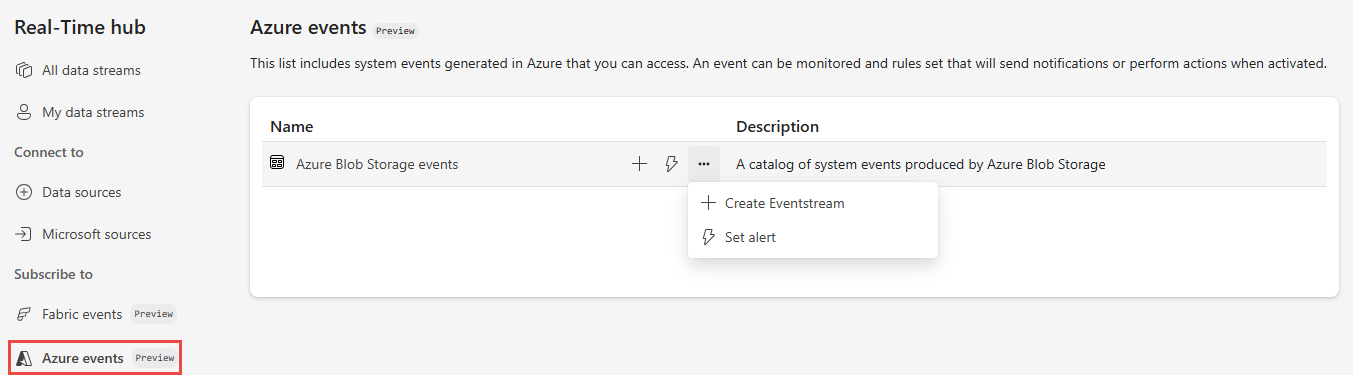 Real-Time hub
All data streams
My data streams
Connect to
Data sources
Microsoft sources
Subscribe to
Fabric events Preview
Azure events Preview
Azure events Preview
This list includes system events generated in Azure that you can access. An event can be monitored and rules set that will send notifications or perform actions when activated.
Name Description
Azure Blob Storage events A catalog of system events produced by Azure Blob Storage
Create Eventstream
Set alert